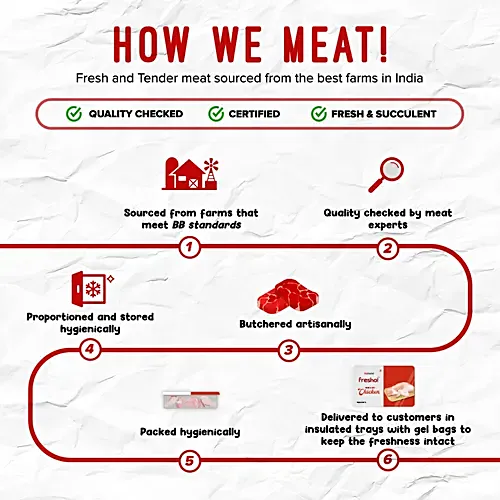 HOW WE MEAT!
Fresh and Tender meat sourced from the best farms in India
QUALITY CHECKED
CERTIFIED
FRESH & SUCCULENT
Sourced from farms that
meet BB standards
1
Quality checked by meat
experts
2
Butchered artisanally
3
Proportioned and stored
hygienically
4
Packed hygienically
5
fresho!
Chicken
Delivered to customers in
insulated trays with gel bags to
keep the freshness intact
6